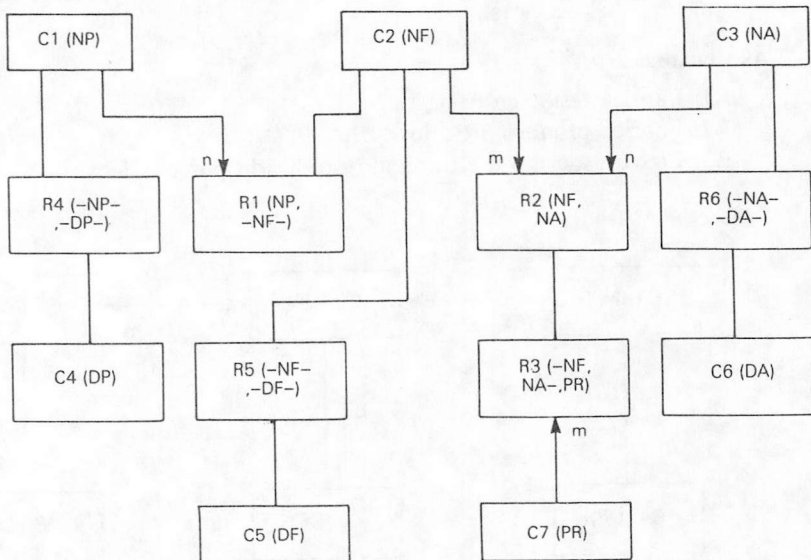 C1 (NP)
C2 (NF)
C3 (NA)
n
m
n
R4 (–NP–
,–DP–)
R1 (NP,
–NF–)
R2 (NF,
NA)
R6 (–NA–
,–DA–)
C4 (DP)
R5 (–NF–
,–DF–)
R3 (–NF,
NA–,PR)
C6 (DA)
m
C5 (DF)
C7 (PR)